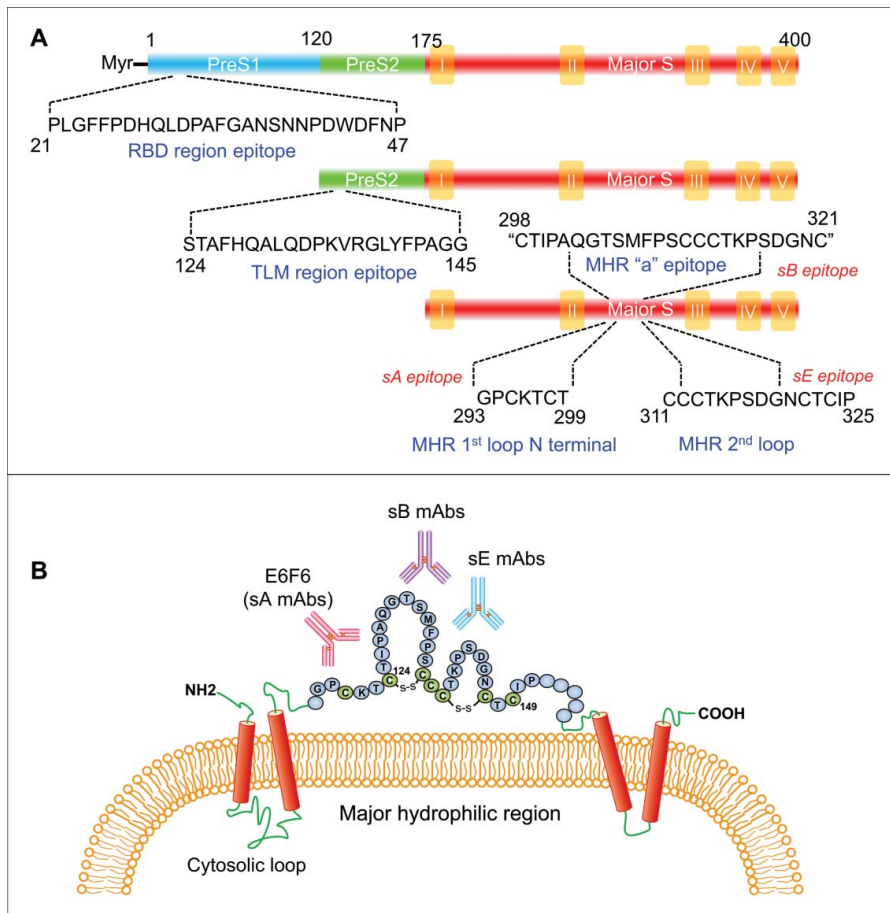 A
1 120 175 400
Myr PreS1 PreS2 I II Major S III IV V
PLGFFPDHQLDPAFGANSNNPDWDFNP
21 47
RBD region epitope
PreS2 I II Major S III IV V
298 321
STAFHQALQDPKVRGLYFPAGG
“CTIPAQGTSMFPSCCCTKPSDGNC”
124 145
TLM region epitope
MHR “a” epitope
sB epitope
I II Major S III IV V
sA epitope
sE epitope
GPCKTCT
CCCTKPSDGNCTCIP
293 299
311 325
MHR 1st loop N terminal
MHR 2nd loop
B
sB mAbs
sE mAbs
E6F6
(sA mAbs)
G P C K T C T I P A Q G T S M F P S C C C T K P S D G N C T C I P
124
S-S
S-S
149
NH2
COOH
Major hydrophilic region
Cytosolic loop